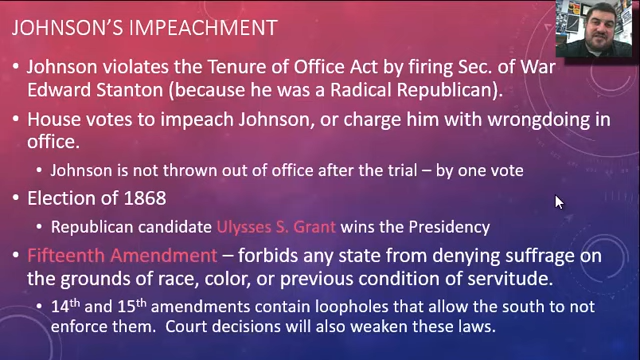 JOHNSON'S IMPEACHMENT
• Johnson violates the Tenure of Office Act by firing Sec. of War
Edward Stanton (because he was a Radical Republican).
• House votes to impeach Johnson, or charge him with wrongdoing in
office.
• Johnson is not thrown out of office after the trial – by one vote
• Election of 1868
• Republican candidate Ulysses S. Grant wins the Presidency
• Fifteenth Amendment – forbids any state from denying suffrage on
the grounds of race, color, or previous condition of servitude.
• 14th and 15th amendments contain loopholes that allow the south to not
enforce them. Court decisions will also weaken these laws.